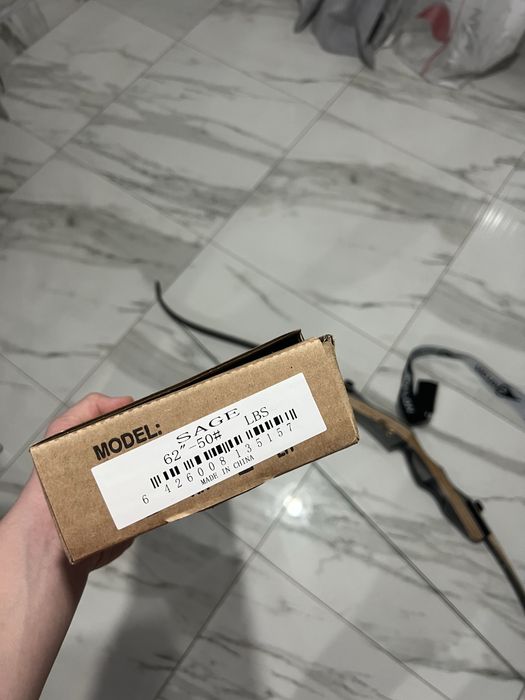 MODEL:
SAGE
62"-50# LBS
6 426008 135157
MADE IN CHINA